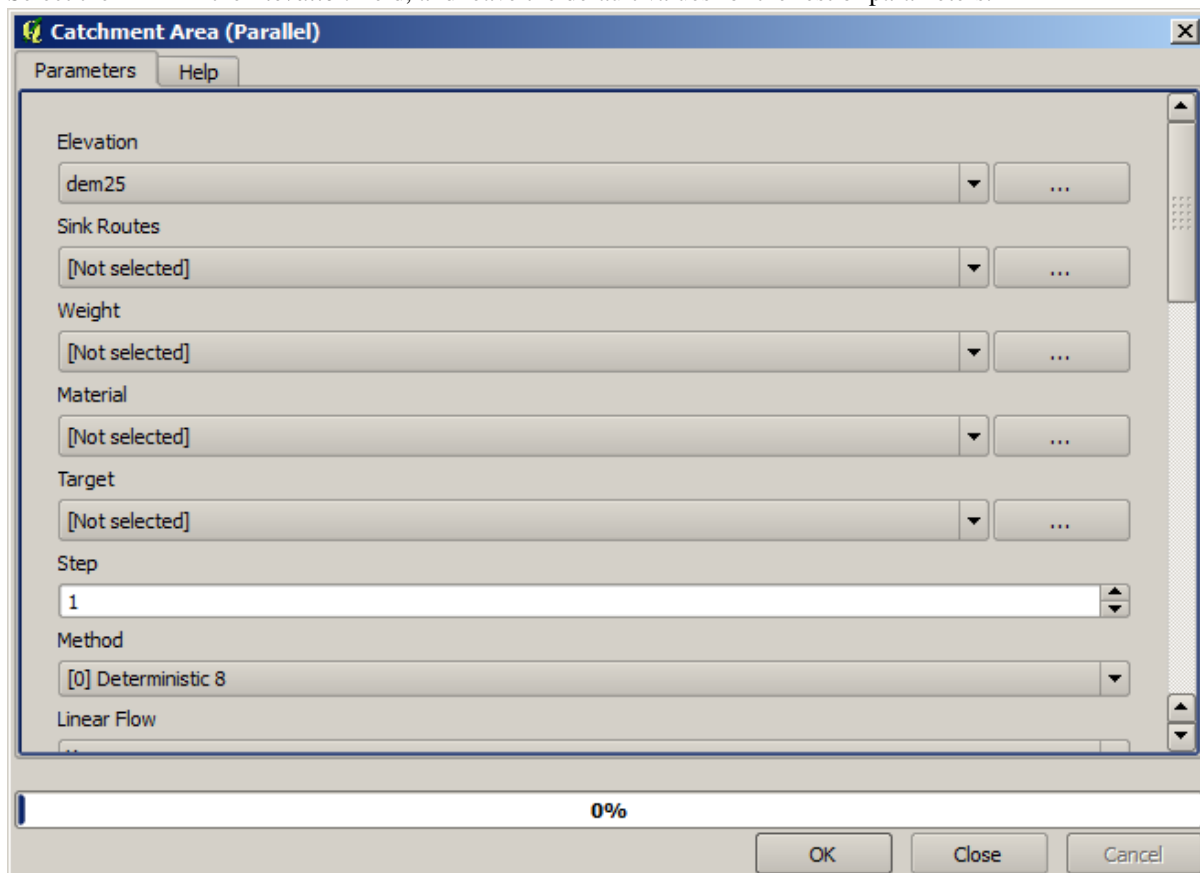 Catchment Area (Parallel)
Parameters Help
Elevation
dem25 ...
Sink Routes
[Not selected] ...
Weight
[Not selected] ...
Material
[Not selected] ...
Target
[Not selected] ...
Step
1
Method
[0] Deterministic 8
Linear Flow
0%
OK Close Cancel